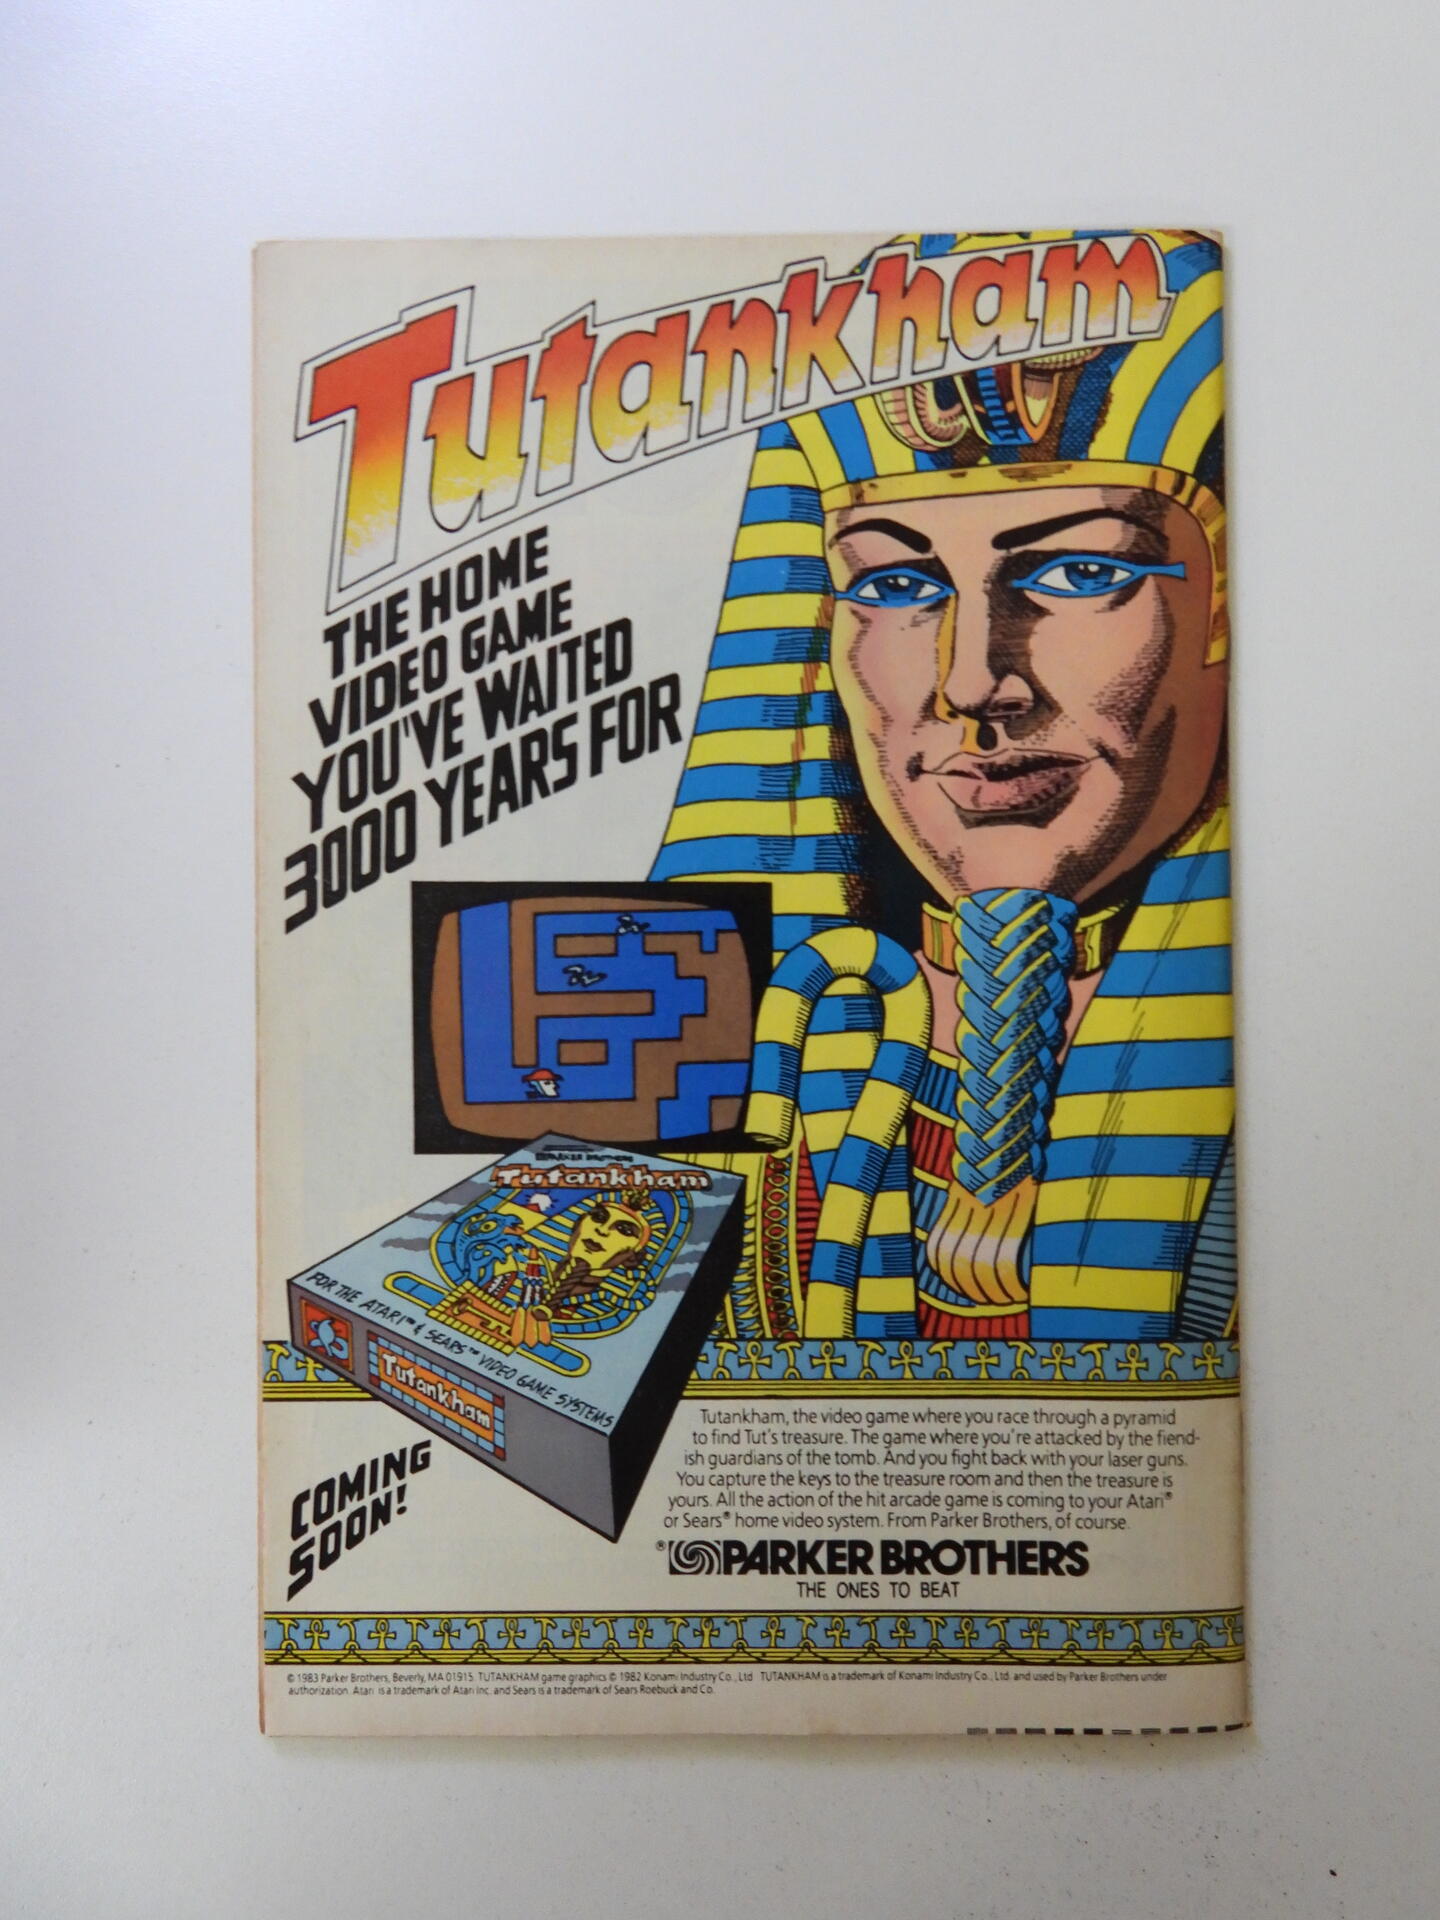 Tutankham
THE HOME
VIDEO GAME
YOU'VE WAITED
3000 YEARS FOR
PARKER BROTHERS
Tutankham
FOR THE ATARI™ & SEARS™ VIDEO GAME SYSTEMS
Tutankham
COMING
SOON!
Tutankham, the video game where you race through a pyramid
to find Tut's treasure. The game where you're attacked by the fiend-
ish guardians of the tomb. And you fight back with your laser guns.
You capture the keys to the treasure room and then the treasure is
yours. All the action of the hit arcade game is coming to your Atari®
or Sears® home video system. From Parker Brothers, of course.
® PARKER BROTHERS
THE ONES TO BEAT
© 1983 Parker Brothers, Beverly, MA 01915. TUTANKHAM game graphics © 1982 Konami Industry Co., Ltd TUTANKHAM is a trademark of Konami Industry Co., Ltd. and used by Parker Brothers under
authorization. Atari is a trademark of Atari Inc. and Sears is a trademark of Sears Roebuck and Co.